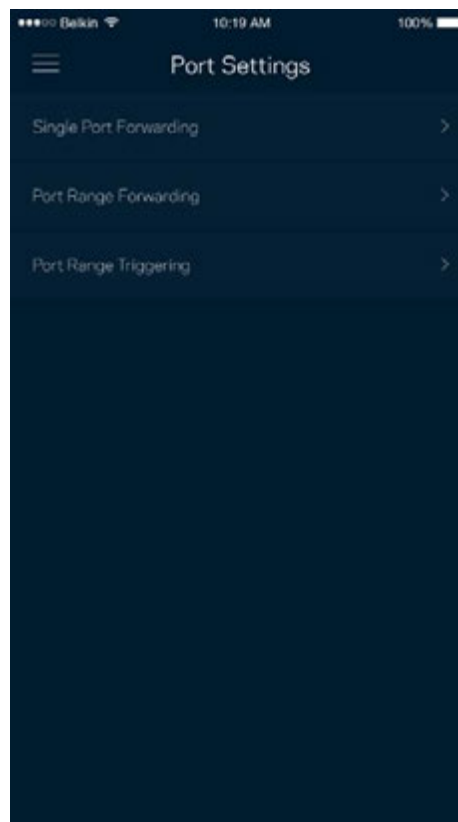 Belkin 10:19 AM 100%
Port Settings
Single Port Forwarding
Port Range Forwarding
Port Range Triggering